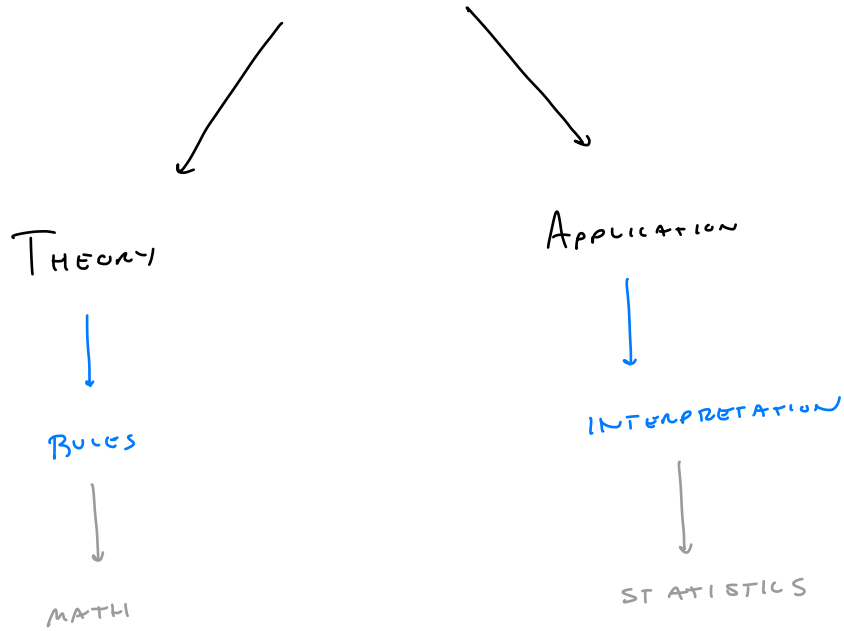 THEORY
APPLICATION
RULES
INTERPRETATION
MATH
STATISTICS